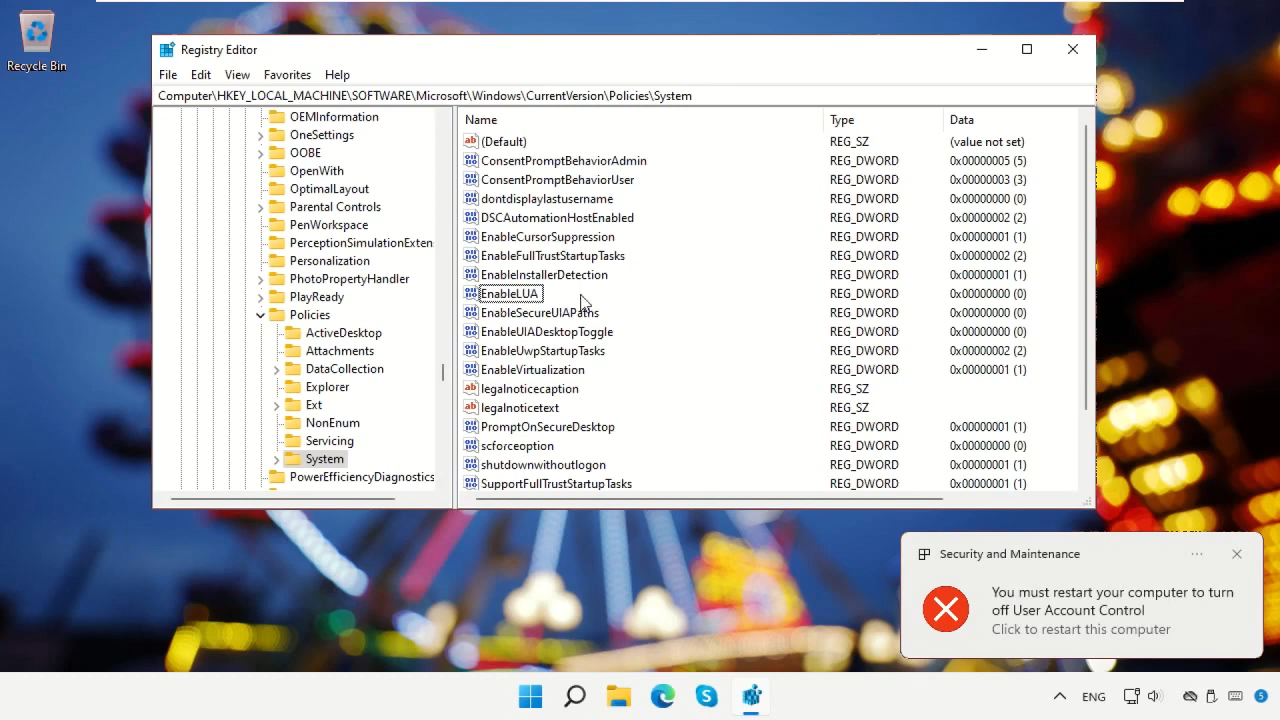 Recycle Bin
Registry Editor
File Edit View Favorites Help
Computer\HKEY_LOCAL_MACHINE\SOFTWARE\Microsoft\Windows\CurrentVersion\Policies\System
OEMInformation
OneSettings
OOBE
OpenWith
OptimalLayout
Parental Controls
PenWorkspace
PerceptionSimulationExten
Personalization
PhotoPropertyHandler
PlayReady
Policies
ActiveDesktop
Attachments
DataCollection
Explorer
Ext
NonEnum
Servicing
System
PowerEfficiencyDiagnostics
Name Type Data
(Default) REG_SZ (value not set)
ConsentPromptBehaviorAdmin REG_DWORD 0x00000005 (5)
ConsentPromptBehaviorUser REG_DWORD 0x00000003 (3)
dontdisplaylastusername REG_DWORD 0x00000000 (0)
DSCAutomationHostEnabled REG_DWORD 0x00000002 (2)
EnableCursorSuppression REG_DWORD 0x00000001 (1)
EnableFullTrustStartupTasks REG_DWORD 0x00000002 (2)
EnableInstallerDetection REG_DWORD 0x00000001 (1)
EnableLUA REG_DWORD 0x00000000 (0)
EnableSecureUIAPaths REG_DWORD 0x00000000 (0)
EnableUIADesktopToggle REG_DWORD 0x00000000 (0)
EnableUwpStartupTasks REG_DWORD 0x00000002 (2)
EnableVirtualization REG_DWORD 0x00000001 (1)
legalnoticecaption REG_SZ
legalnoticetext REG_SZ
PromptOnSecureDesktop REG_DWORD 0x00000001 (1)
scforceoption REG_DWORD 0x00000000 (0)
shutdownwithoutlogon REG_DWORD 0x00000001 (1)
SupportFullTrustStartupTasks REG_DWORD 0x00000001 (1)
Security and Maintenance
You must restart your computer to turn
off User Account Control
Click to restart this computer
ENG
5